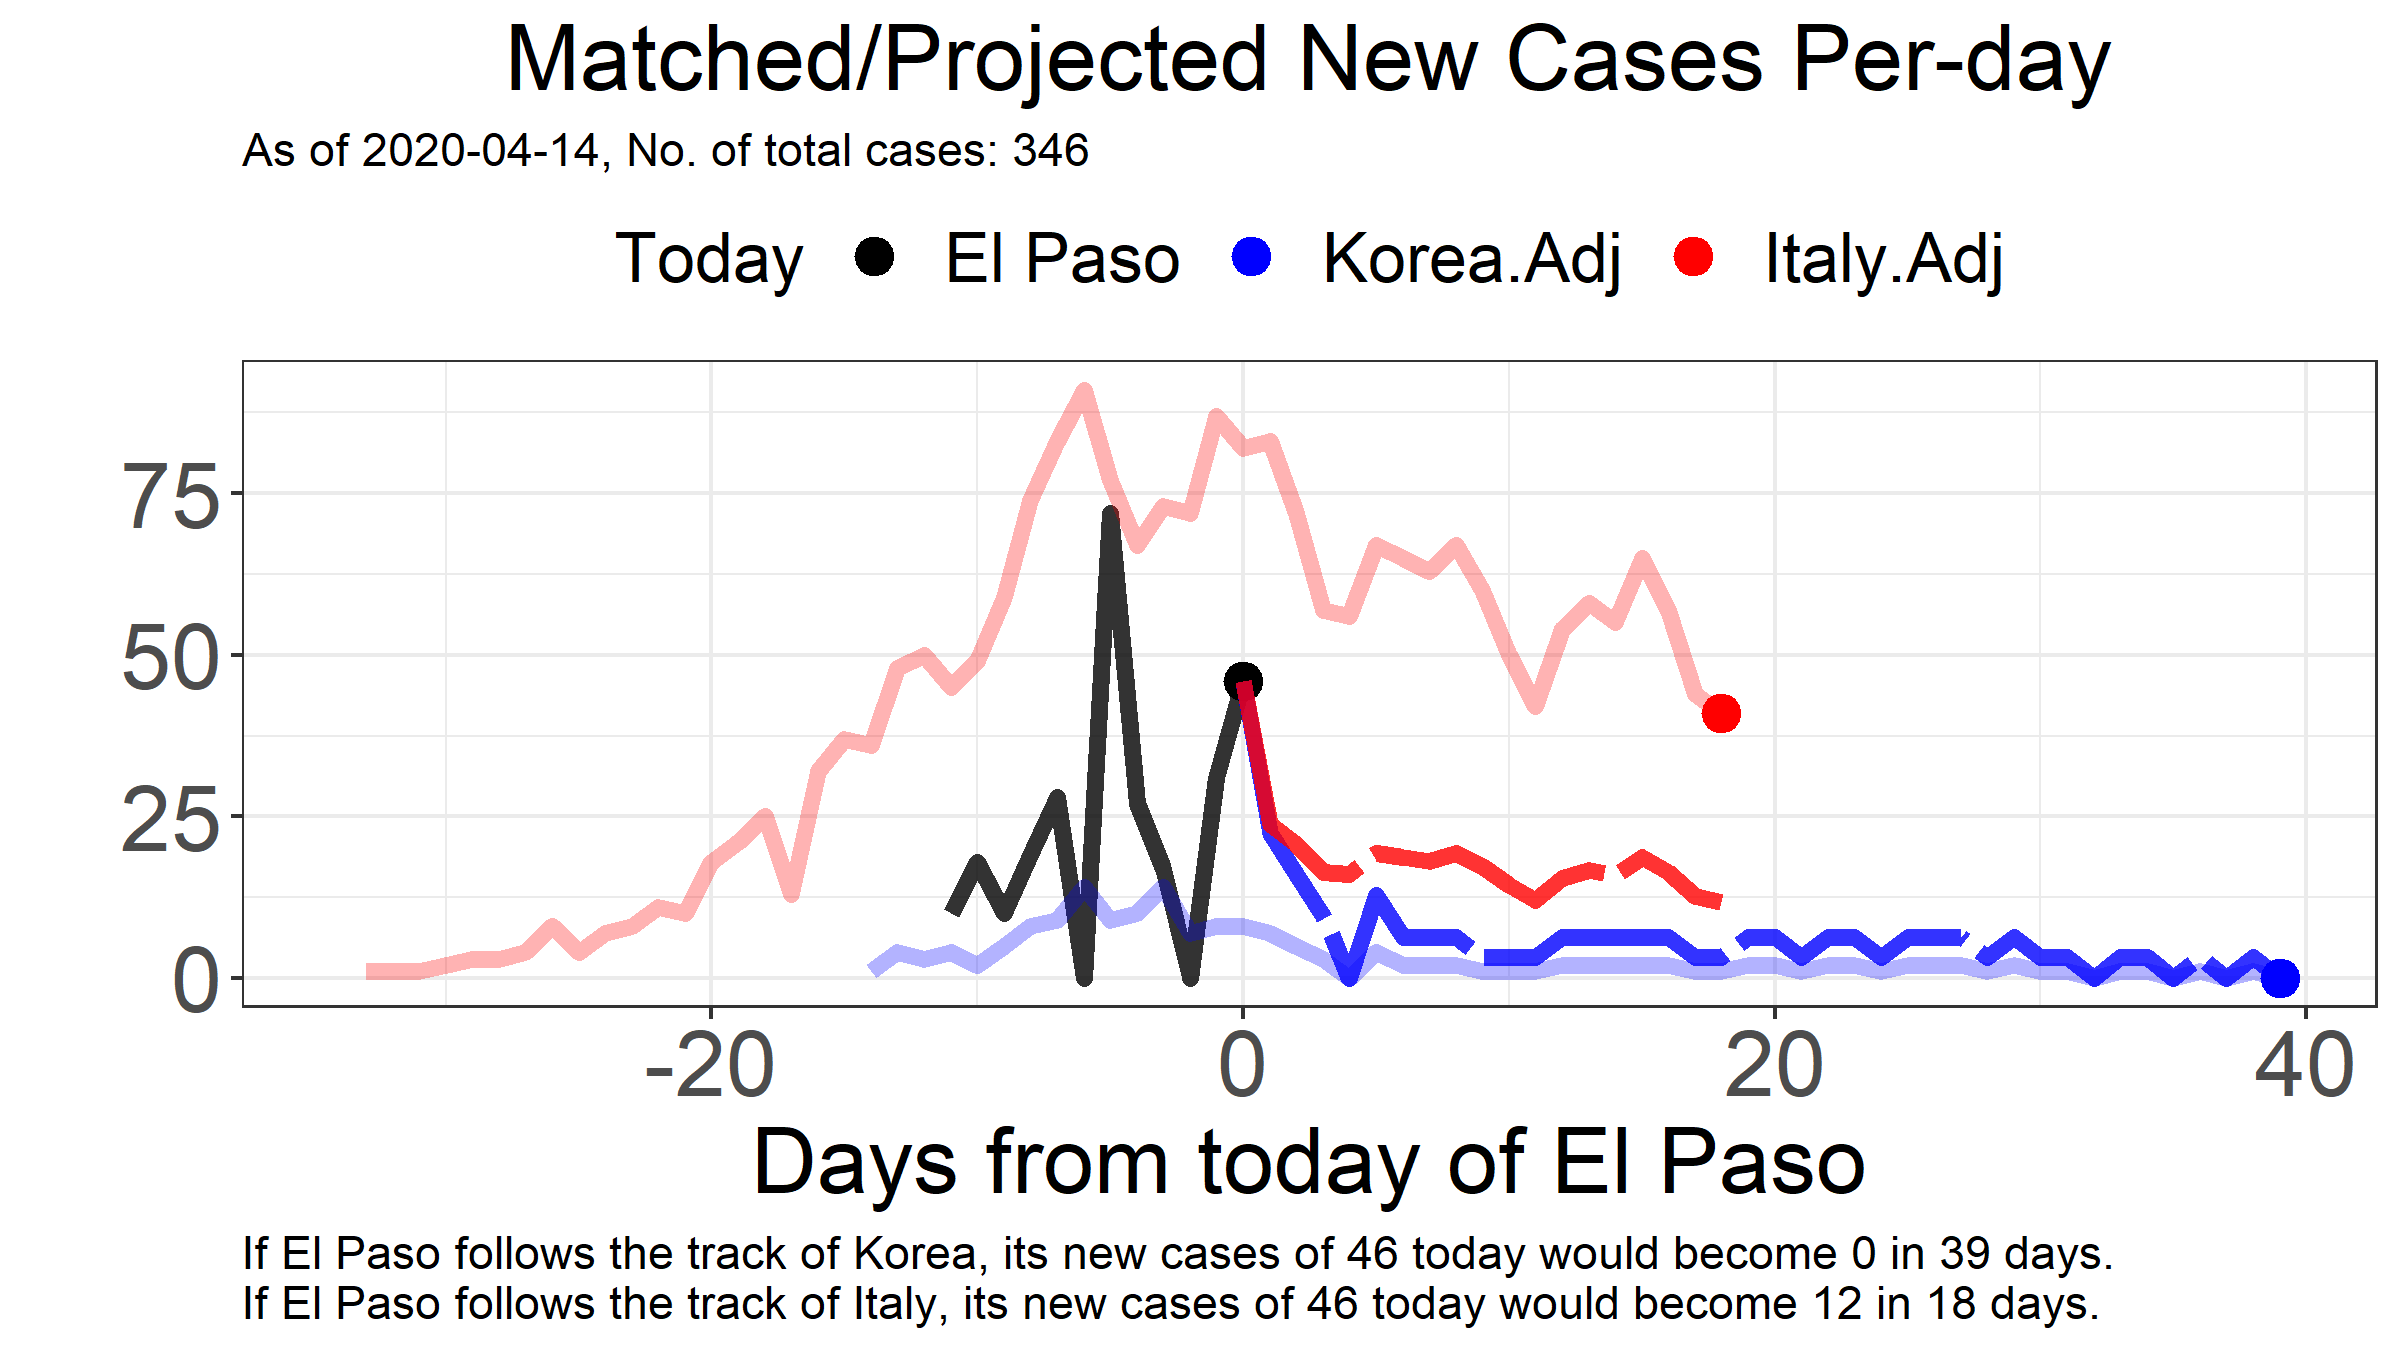 Matched/Projected New Cases Per-day
As of 2020-04-14, No. of total cases: 346
Today El Paso Korea.Adj Italy.Adj
75
50
25
0
-20 0 20 40
Days from today of El Paso
If El Paso follows the track of Korea, its new cases of 46 today would become 0 in 39 days.
If El Paso follows the track of Italy, its new cases of 46 today would become 12 in 18 days.